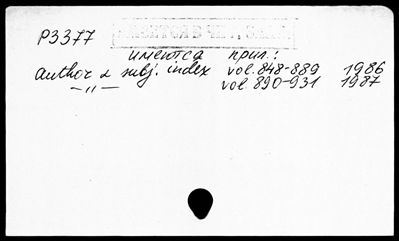 P3377
имеются прил.:
author & subj. index vol. 848-889 1986
—"— vol. 890-931 1987